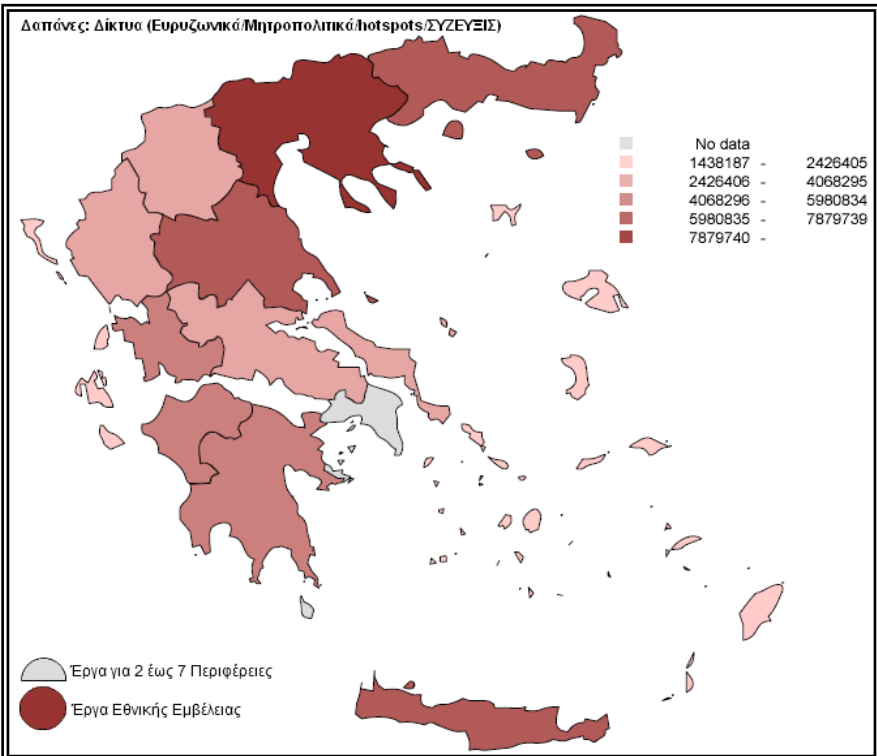 Δαπάνες: Δίκτυα (Ευρυζωνικά/Μητροπολιτικά/hotspots/ΣΥΖΕΥΞΙΣ)
No data
1438187 - 2426405
2426406 - 4068295
4068296 - 5980834
5980835 - 7879739
7879740 -
Έργα για 2 έως 7 Περιφέρειες
Έργα Εθνικής Εμβέλειας